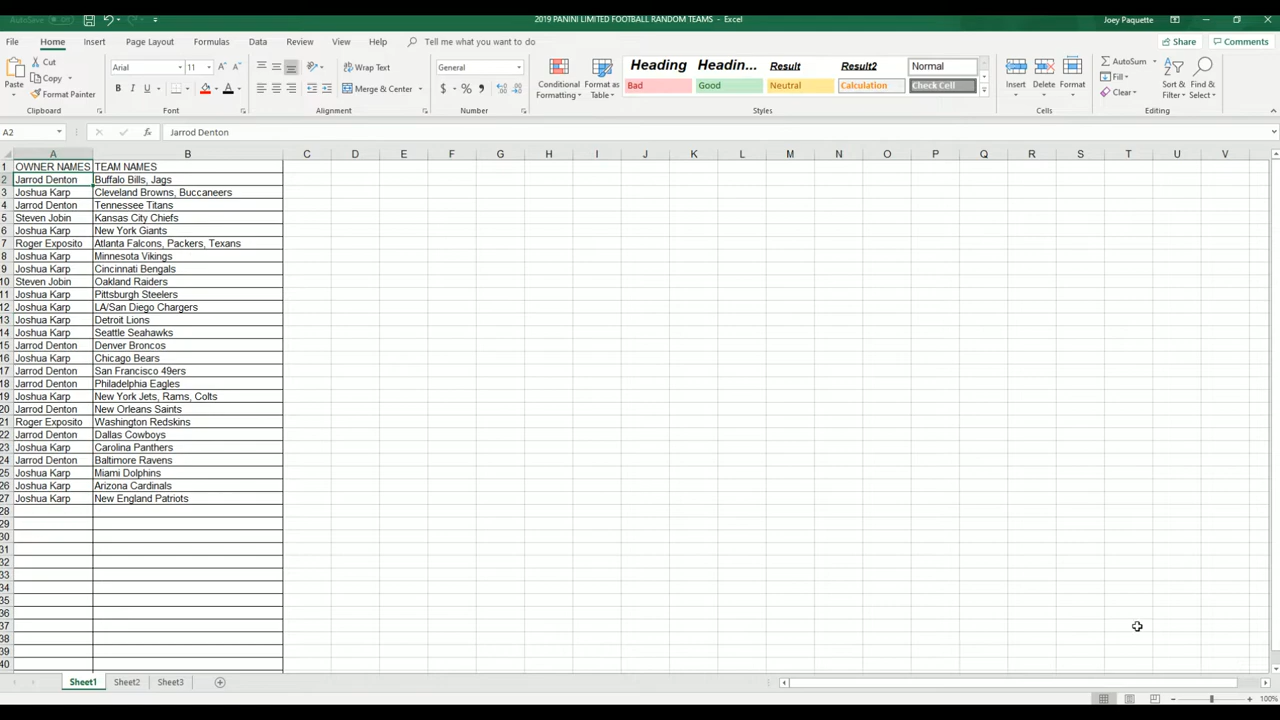 AutoSave Off
2019 PANINI LIMITED FOOTBALL RANDOM TEAMS - Excel
Joey Paquette
File Home Insert Page Layout Formulas Data Review View Help Tell me what you want to do Share Comments
Paste Cut Copy Format Painter Clipboard
Arial 11 B I U A A A Font
Wrap Text Merge & Center Alignment
General $ % , Number
Conditional Formatting Format as Table
Heading Headin... Result Result2 Normal
Bad Good Neutral Calculation Check Cell
Styles
Insert Delete Format Cells
AutoSum Fill Clear Sort & Filter Find & Select Editing
A2 fx Jarrod Denton
A B C D E F G H I J K L M N O P Q R S T U V
1 OWNER NAMES TEAM NAMES
2 Jarrod Denton Buffalo Bills, Jags
3 Joshua Karp Cleveland Browns, Buccaneers
4 Jarrod Denton Tennessee Titans
5 Steven Jobin Kansas City Chiefs
6 Joshua Karp New York Giants
7 Roger Exposito Atlanta Falcons, Packers, Texans
8 Joshua Karp Minnesota Vikings
9 Joshua Karp Cincinnati Bengals
10 Steven Jobin Oakland Raiders
11 Joshua Karp Pittsburgh Steelers
12 Joshua Karp LA/San Diego Chargers
13 Joshua Karp Detroit Lions
14 Joshua Karp Seattle Seahawks
15 Jarrod Denton Denver Broncos
16 Joshua Karp Chicago Bears
17 Jarrod Denton San Francisco 49ers
18 Jarrod Denton Philadelphia Eagles
19 Joshua Karp New York Jets, Rams, Colts
20 Jarrod Denton New Orleans Saints
21 Roger Exposito Washington Redskins
22 Jarrod Denton Dallas Cowboys
23 Joshua Karp Carolina Panthers
24 Jarrod Denton Baltimore Ravens
25 Joshua Karp Miami Dolphins
26 Joshua Karp Arizona Cardinals
27 Joshua Karp New England Patriots
28
29
30
31
32
33
34
35
36
37
38
39
40
Sheet1 Sheet2 Sheet3
100%